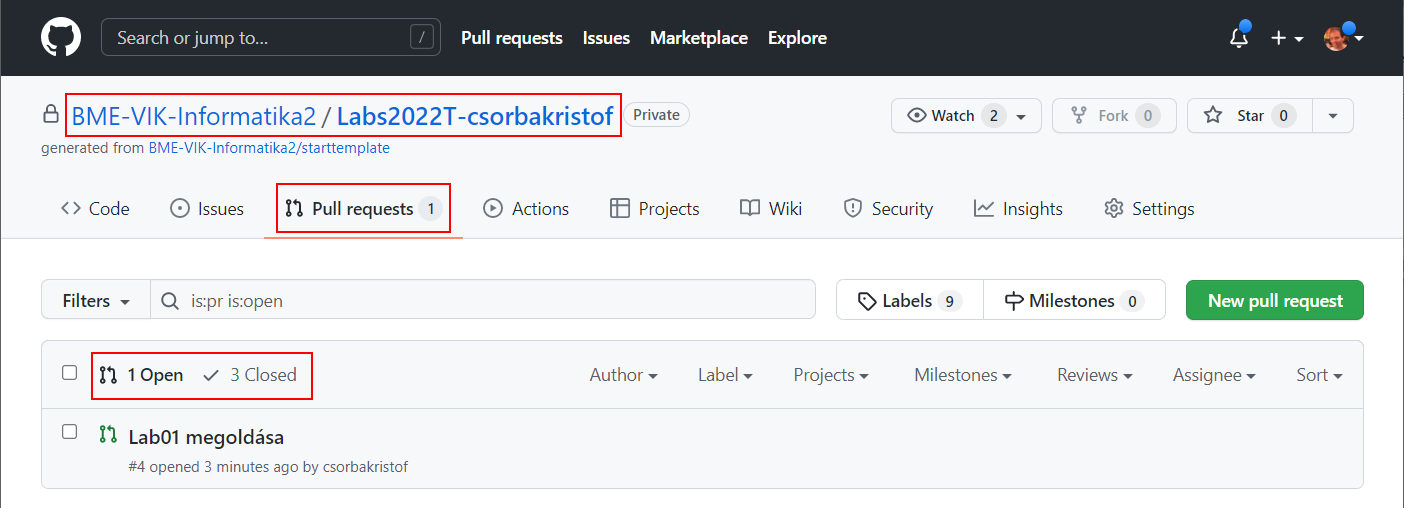 Search or jump to... / Pull requests Issues Marketplace Explore
BME-VIK-Informatika2 / Labs2022T-csorbakristof Private Watch 2 Fork 0 Star 0
generated from BME-VIK-Informatika2/starttemplate
Code Issues Pull requests 1 Actions Projects Wiki Security Insights Settings
Filters is:pr is:open Labels 9 Milestones 0 New pull request
1 Open 3 Closed Author Label Projects Milestones Reviews Assignee Sort
Lab01 megoldása
#4 opened 3 minutes ago by csorbakristof